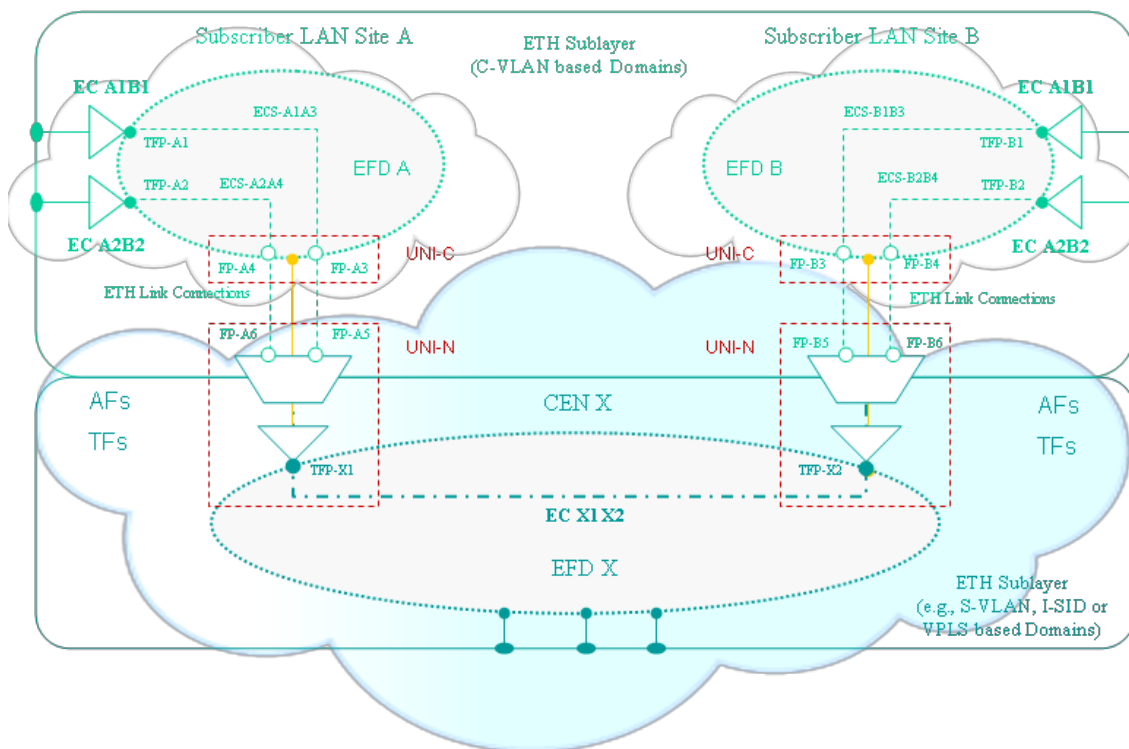 Subscriber LAN Site A
Subscriber LAN Site B
ETH Sublayer
(C-VLAN based Domains)
EC A1B1
EC A1B1
ECS-A1A3
ECS-B1B3
TFP-A1
TFP-B1
EFD A
EFD B
TFP-A2
ECS-A2A4
ECS-B2B4
TFP-B2
EC A2B2
EC A2B2
UNI-C
UNI-C
FP-A4
FP-A3
FP-B3
FP-B4
ETH Link Connections
ETH Link Connections
FP-A6
FP-A5
UNI-N
UNI-N
FP-B5
FP-B6
AFs
CEN X
AFs
TFs
TFs
TFP-X1
TFP-X2
EC X1X2
EFD X
ETH Sublayer
(e.g., S-VLAN, I-SID or
VPLS based Domains)